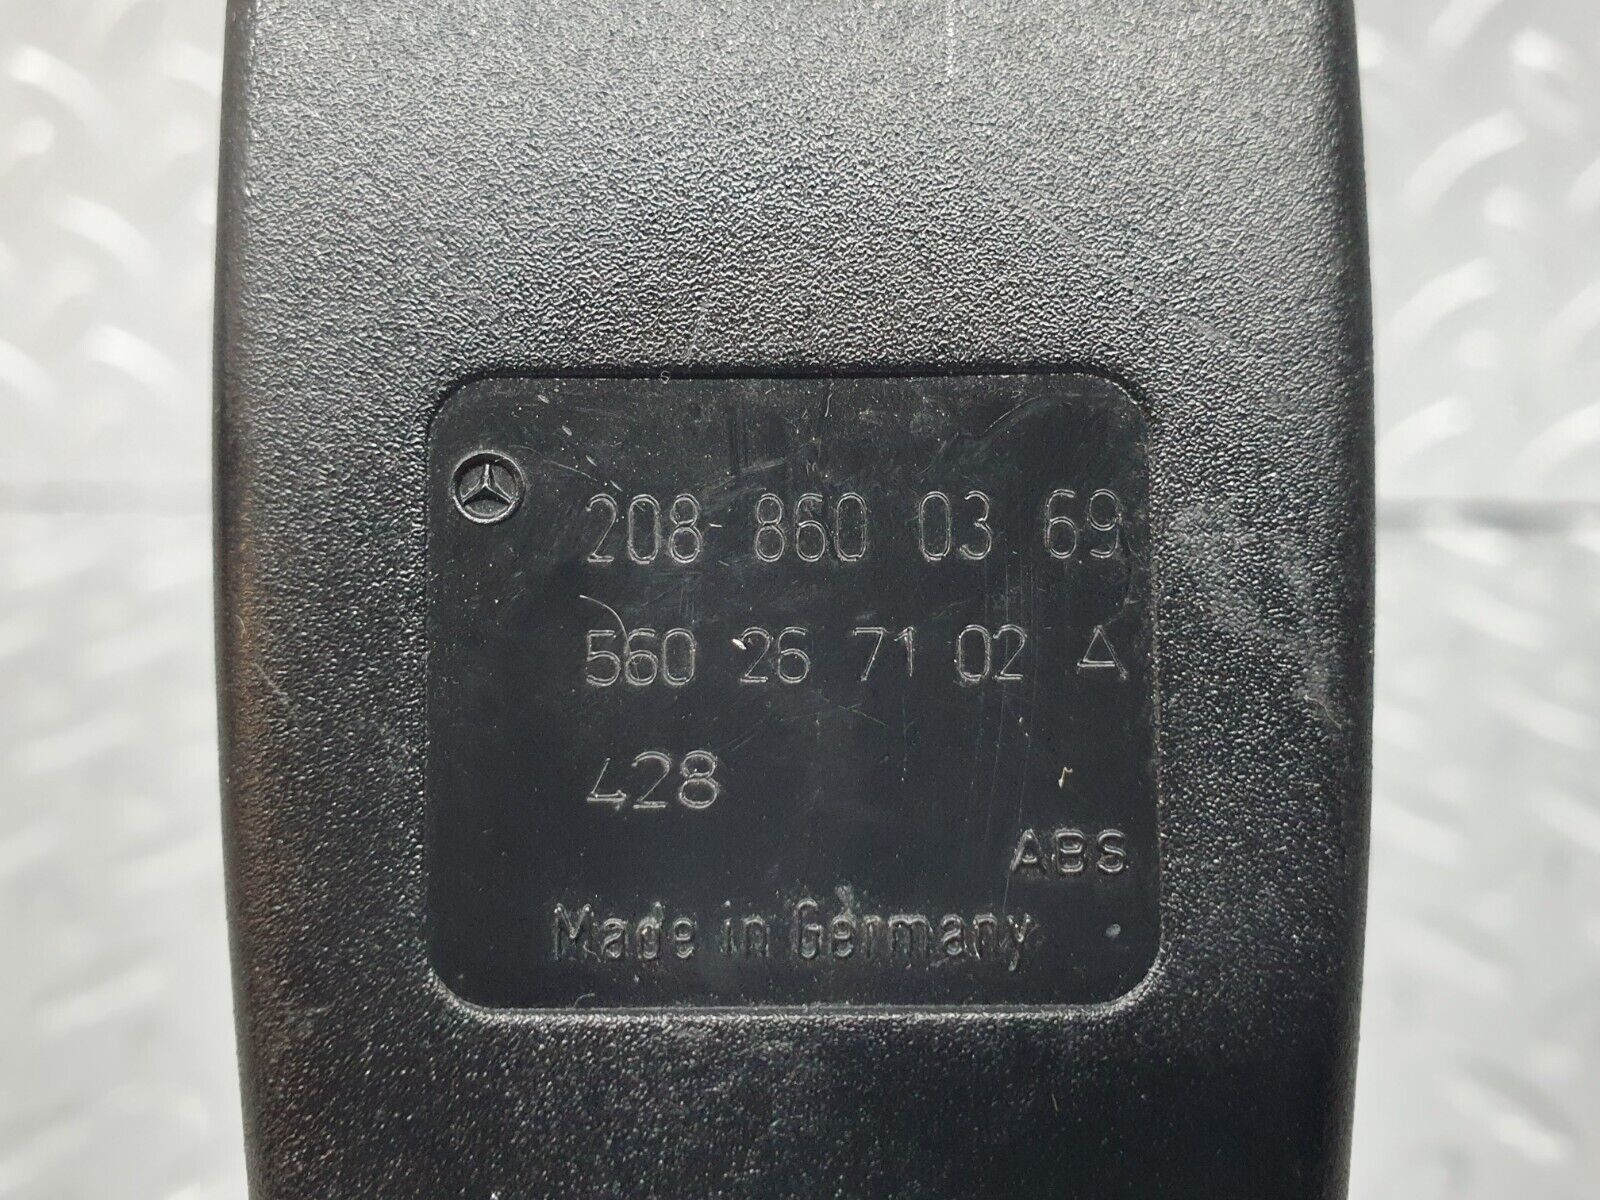 208 860 03 69
560 26 71 02 A
428
ABS
Made in Germany